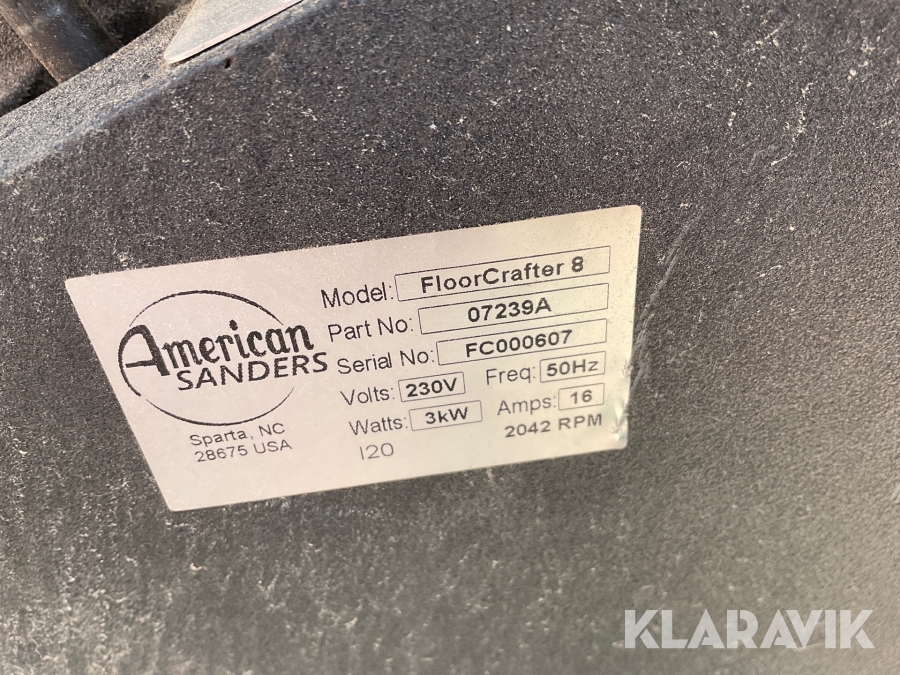 American
SANDERS
Sparta, NC
28675 USA
Model: FloorCrafter 8
Part No: 07239A
Serial No: FC000607
Volts: 230V Freq: 50Hz
Watts: 3kW Amps: 16
I20 2042 RPM
KLARAVIK